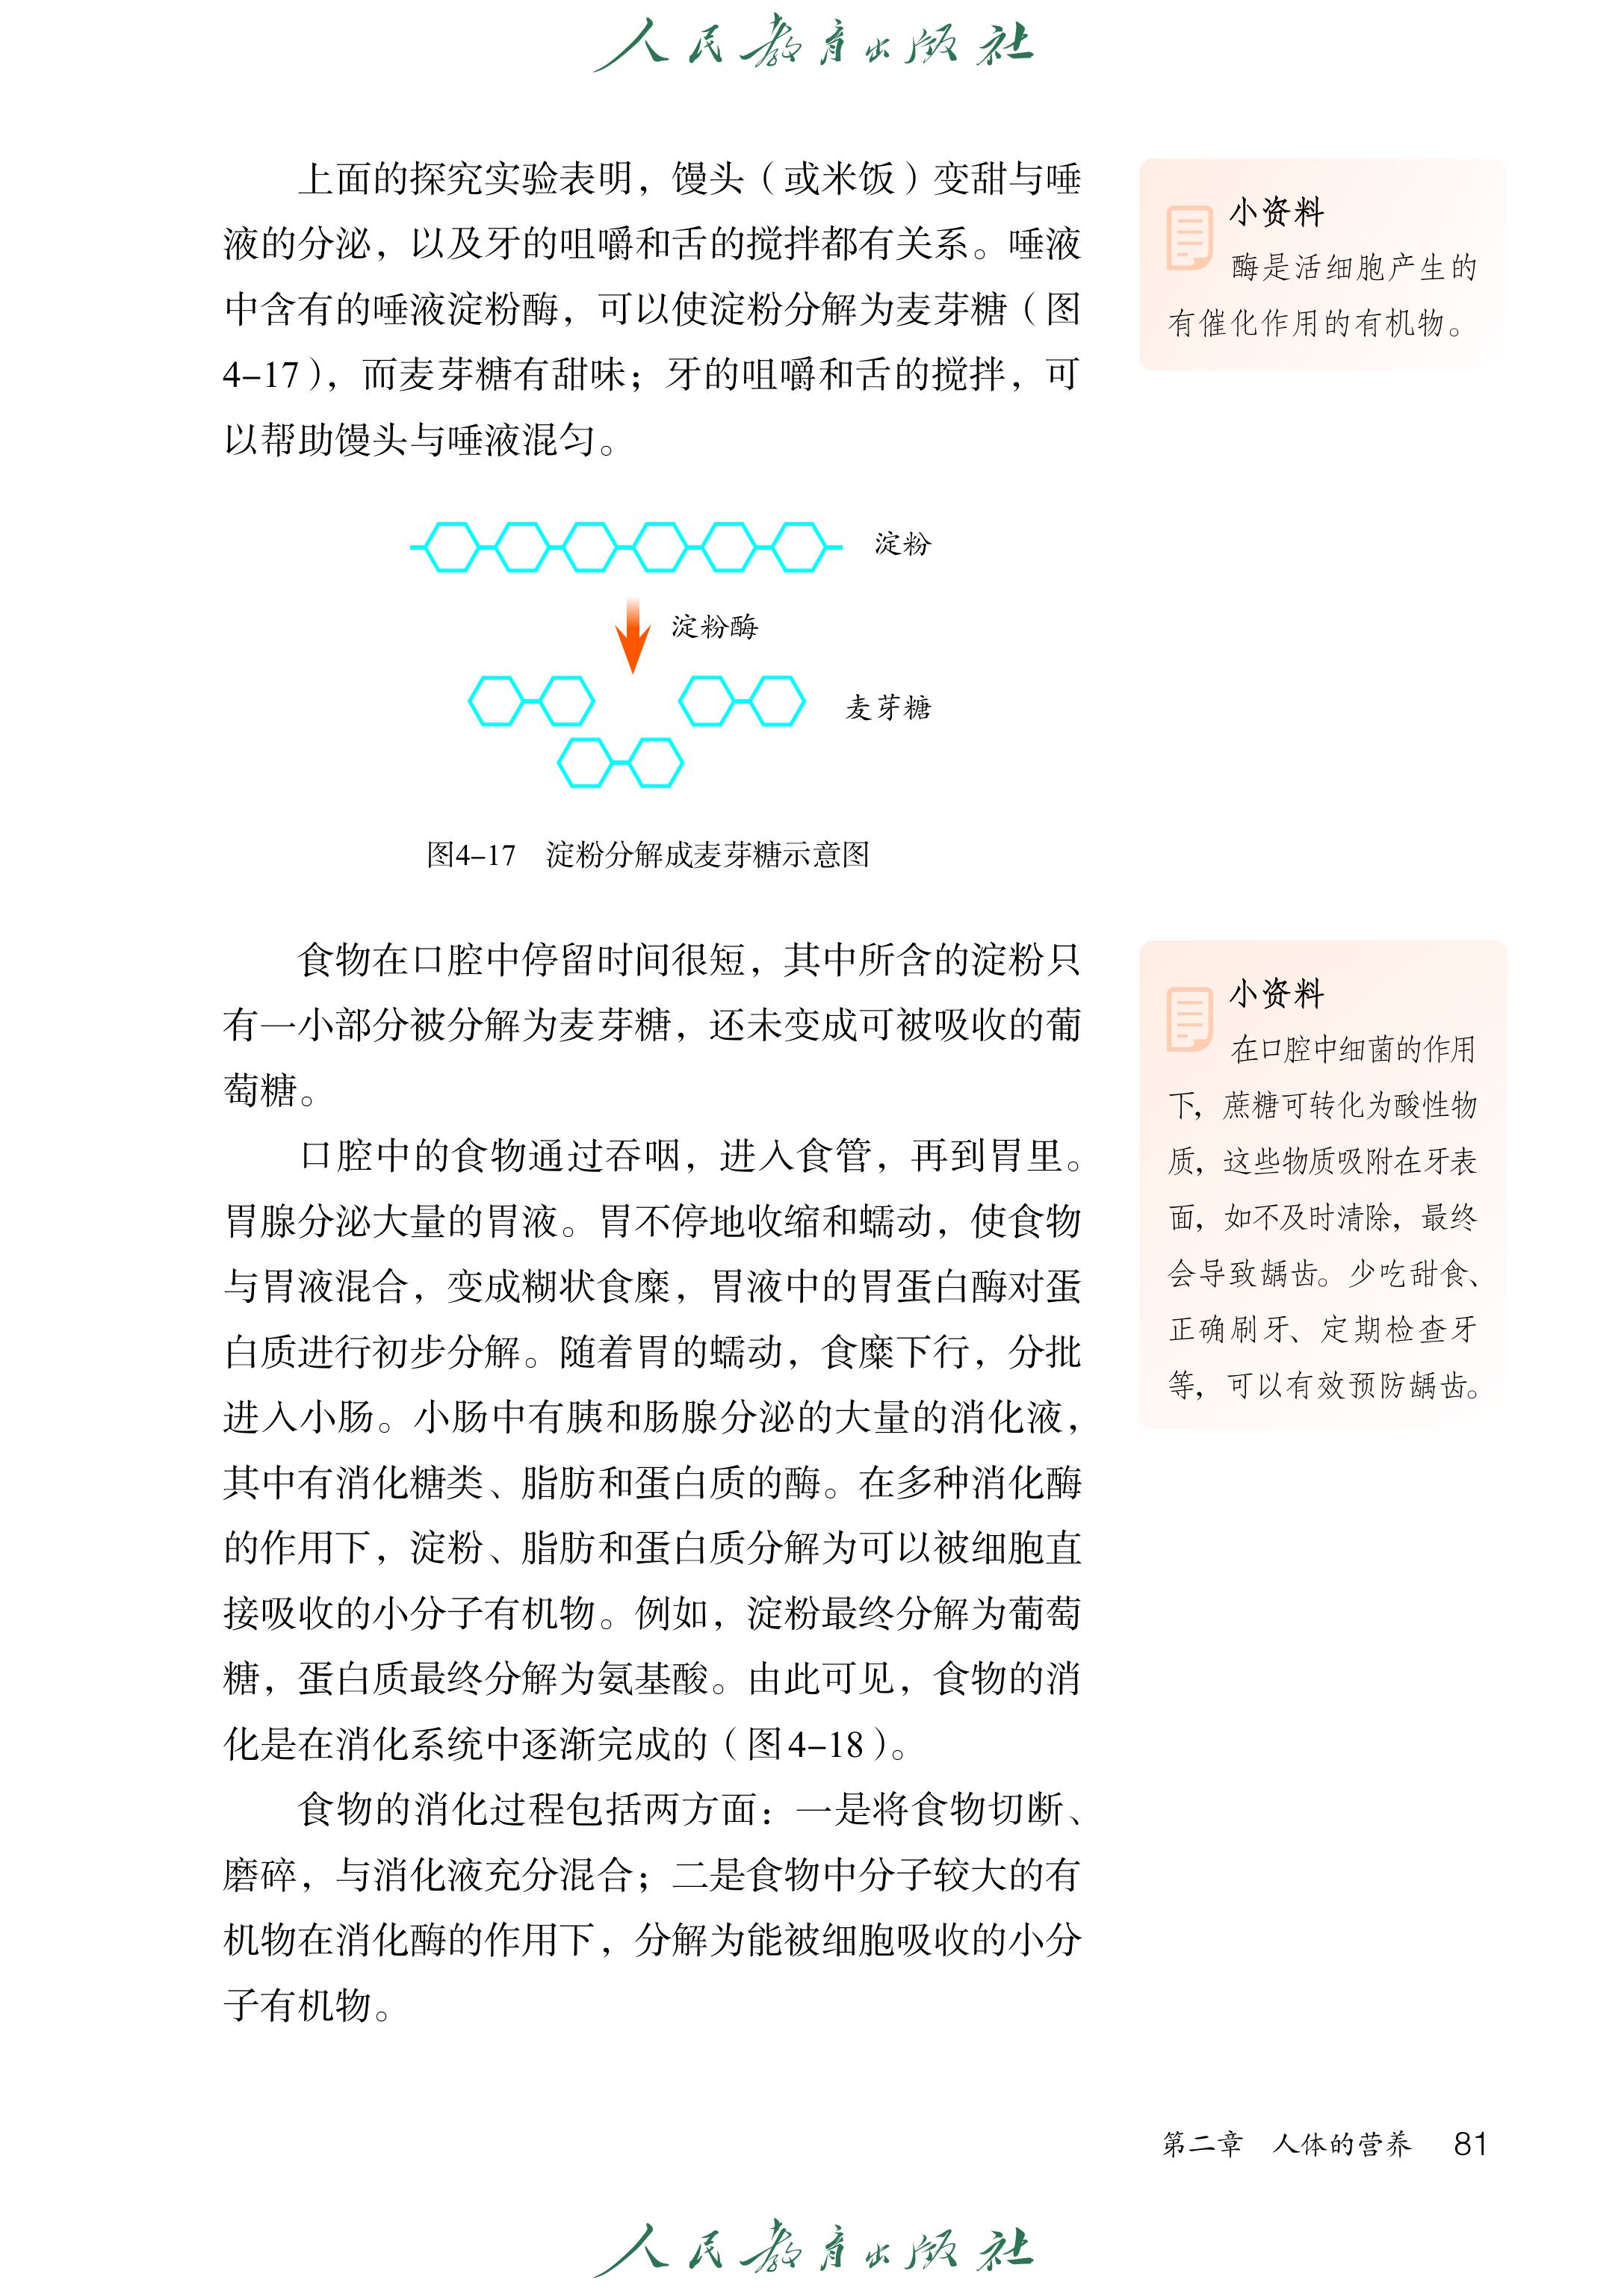 人民教育出版社
上面的探究实验表明，馒头（或米饭）变甜与唾
液的分泌，以及牙的咀嚼和舌的搅拌都有关系。唾液
中含有的唾液淀粉酶，可以使淀粉分解为麦芽糖（图
4–17），而麦芽糖有甜味；牙的咀嚼和舌的搅拌，可
以帮助馒头与唾液混匀。
小资料
酶是活细胞产生的
有催化作用的有机物。
淀粉
淀粉酶
麦芽糖
图4–17 淀粉分解成麦芽糖示意图
食物在口腔中停留时间很短，其中所含的淀粉只
有一小部分被分解为麦芽糖，还未变成可被吸收的葡
萄糖。
口腔中的食物通过吞咽，进入食管，再到胃里。
胃腺分泌大量的胃液。胃不停地收缩和蠕动，使食物
与胃液混合，变成糊状食糜，胃液中的胃蛋白酶对蛋
白质进行初步分解。随着胃的蠕动，食糜下行，分批
进入小肠。小肠中有胰和肠腺分泌的大量的消化液，
其中有消化糖类、脂肪和蛋白质的酶。在多种消化酶
的作用下，淀粉、脂肪和蛋白质分解为可以被细胞直
接吸收的小分子有机物。例如，淀粉最终分解为葡萄
糖，蛋白质最终分解为氨基酸。由此可见，食物的消
化是在消化系统中逐渐完成的（图4–18）。
食物的消化过程包括两方面：一是将食物切断、
磨碎，与消化液充分混合；二是食物中分子较大的有
机物在消化酶的作用下，分解为能被细胞吸收的小分
子有机物。
小资料
在口腔中细菌的作用
下，蔗糖可转化为酸性物
质，这些物质吸附在牙表
面，如不及时清除，最终
会导致龋齿。少吃甜食、
正确刷牙、定期检查牙
等，可以有效预防龋齿。
第二章 人体的营养 81
人民教育出版社